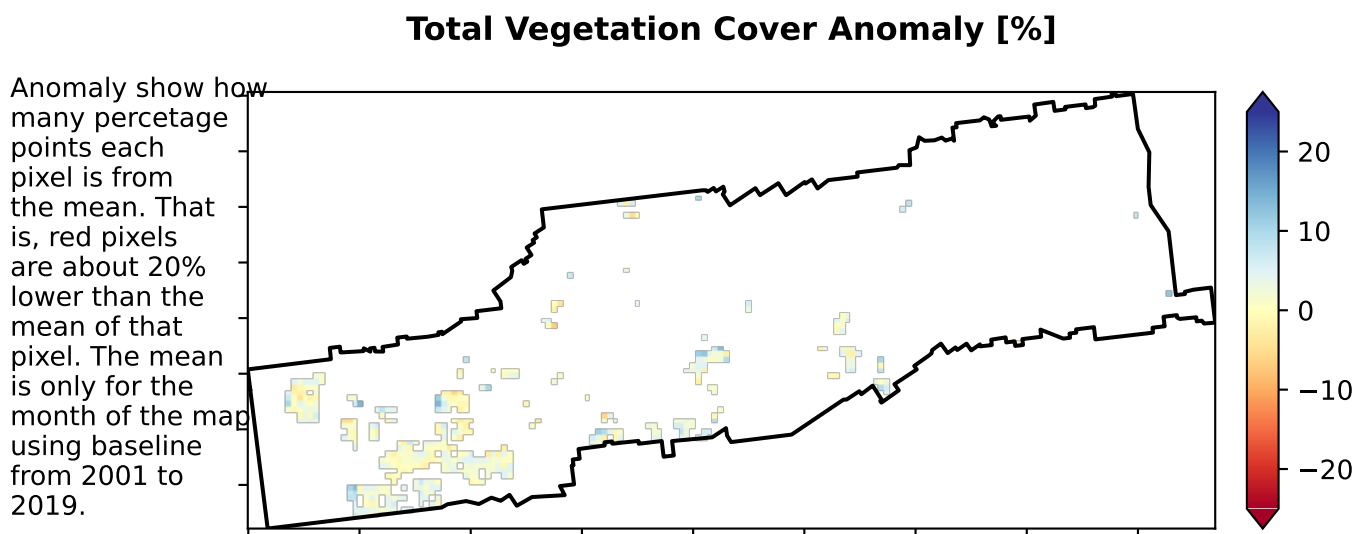 Total Vegetation Cover Anomaly [%]
Anomaly show how
many percetage
points each
pixel is from
the mean. That
is, red pixels
are about 20%
lower than the
mean of that
pixel. The mean
is only for the
month of the map
using baseline
from 2001 to
2019.
20
10
0
−10
−20